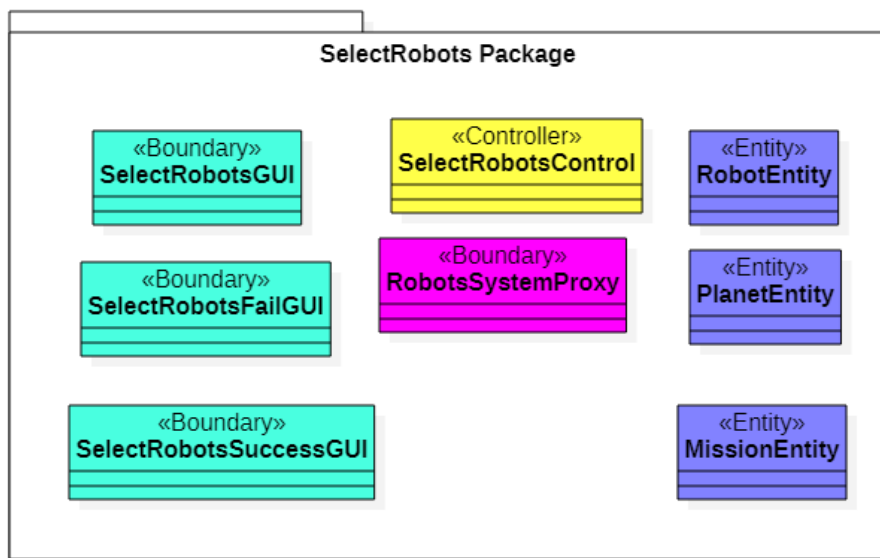 SelectRobots Package
«Boundary»
SelectRobotsGUI
«Controller»
SelectRobotsControl
«Entity»
RobotEntity
«Boundary»
SelectRobotsFailGUI
«Boundary»
RobotsSystemProxy
«Entity»
PlanetEntity
«Boundary»
SelectRobotsSuccessGUI
«Entity»
MissionEntity